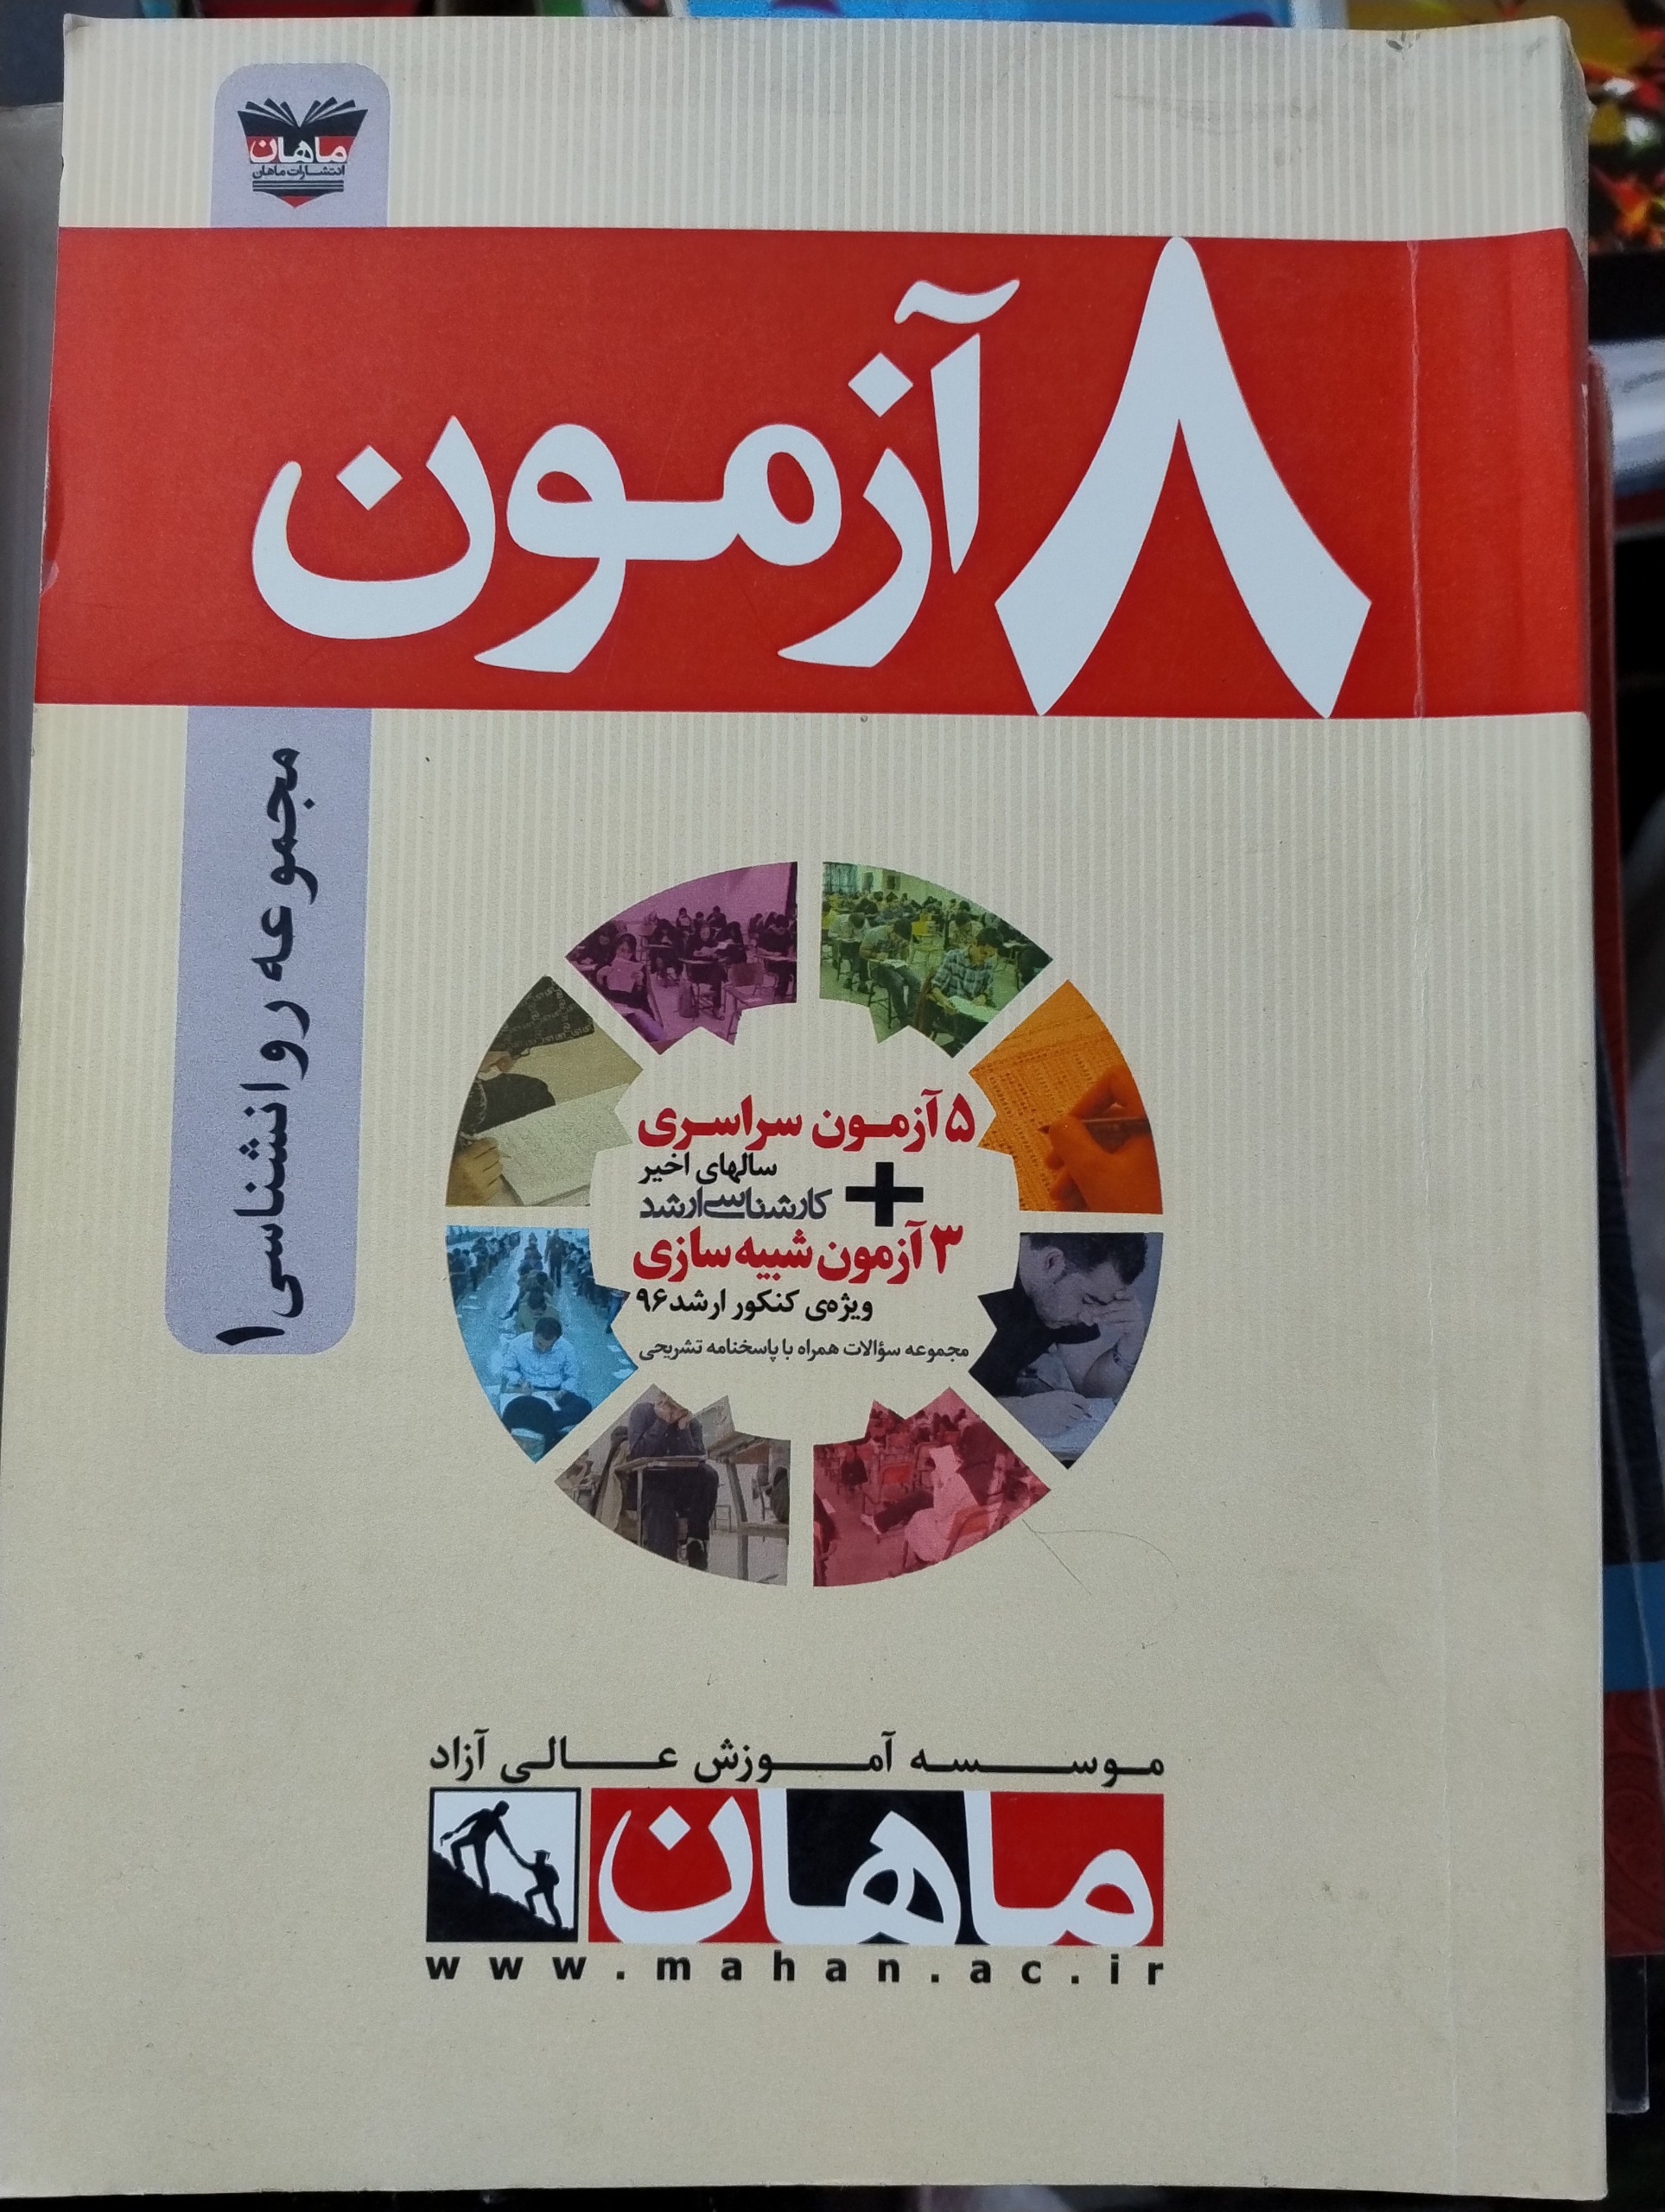 ماهان
انتشارات ماهان
۸ آزمون
مجموعه روانشناسی ۱
۵ آزمون سراسری
سالهای اخیر
کارشناسی ارشد
+
۳ آزمون شبیه سازی
ویژه‌ی کنکور ارشد ۹۶
مجموعه سؤالات همراه با پاسخنامه تشریحی
موسسه آموزش عالی آزاد
ماهان
www.mahan.ac.ir